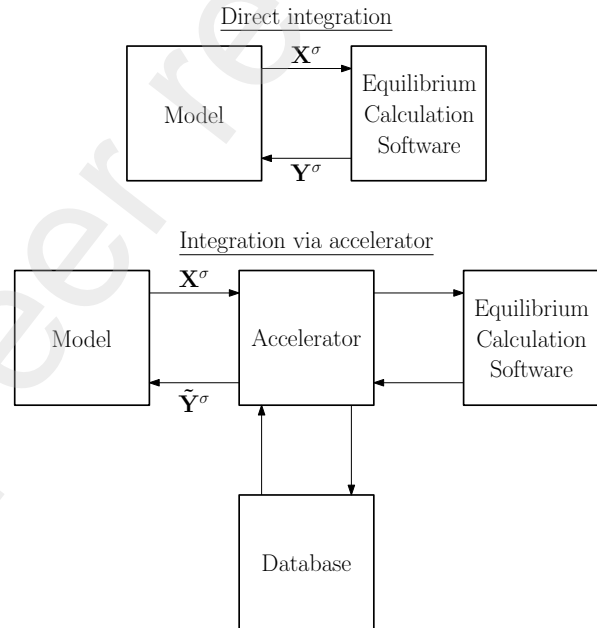 Direct integration
Model
X^σ
Equilibrium
Calculation
Software
Y^σ
Integration via accelerator
Model
X^σ
Accelerator
Equilibrium
Calculation
Software
Ỹ^σ
Database